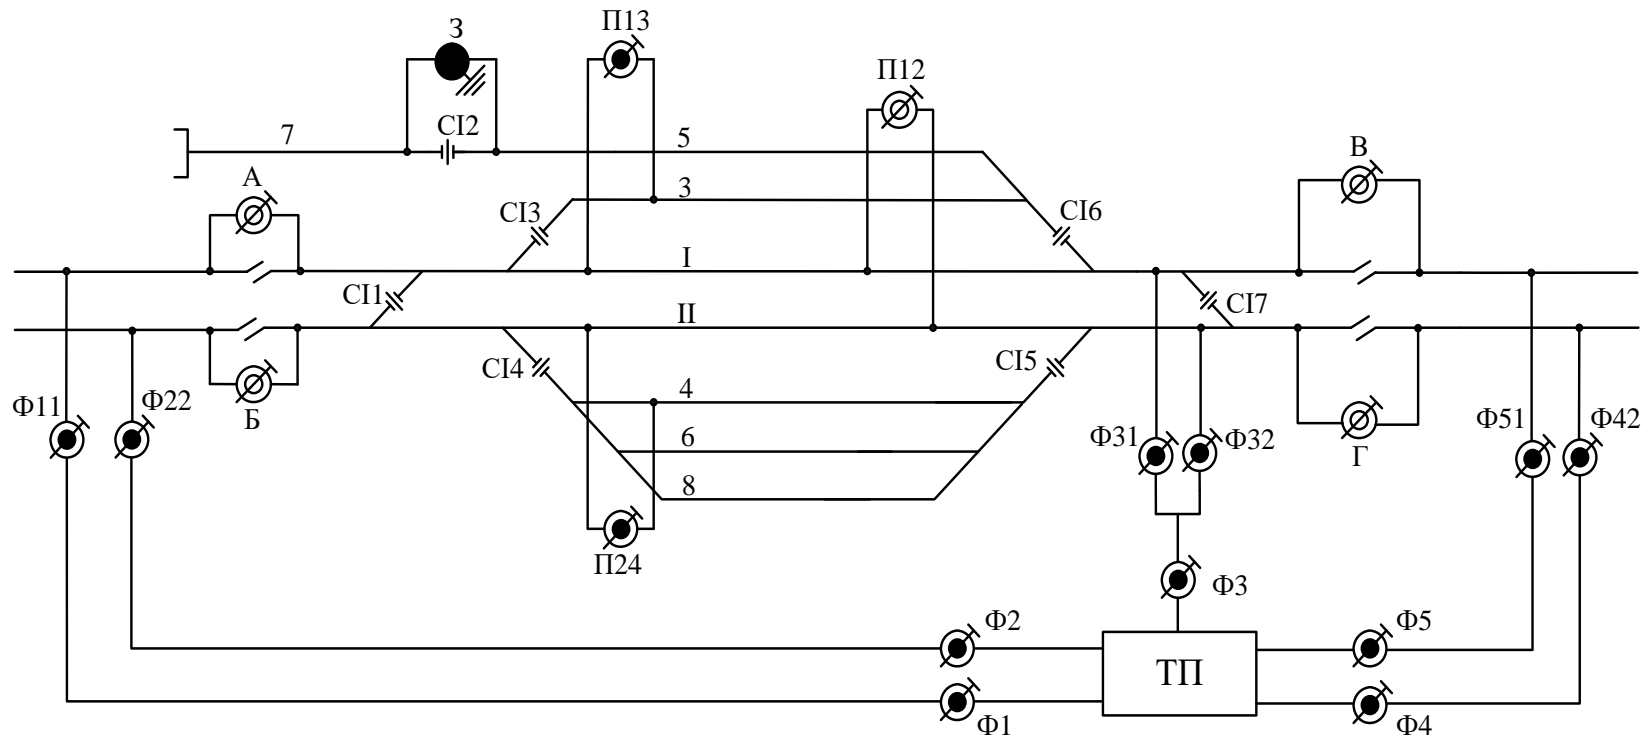 П13
З
П12
СІ2
7
5
В
А
3
СІ3
СІ6
І
СІ1
СІ7
ІІ
СІ4
СІ5
4
Ф11
Ф22
Б
Ф51
Ф42
Ф31
Ф32
6
Г
8
П24
Ф3
Ф2
Ф5
ТП
Ф1
Ф4